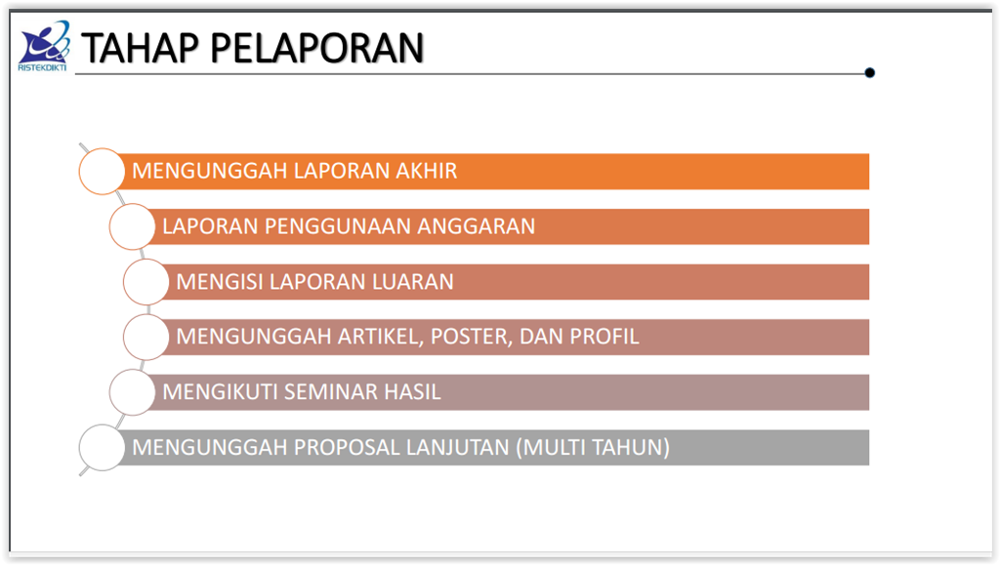 RISTEKDIKTI
TAHAP PELAPORAN
MENGUNGGAH LAPORAN AKHIR
LAPORAN PENGGUNAAN ANGGARAN
MENGISI LAPORAN LUARAN
MENGUNGGAH ARTIKEL, POSTER, DAN PROFIL
MENGIKUTI SEMINAR HASIL
MENGUNGGAH PROPOSAL LANJUTAN (MULTI TAHUN)